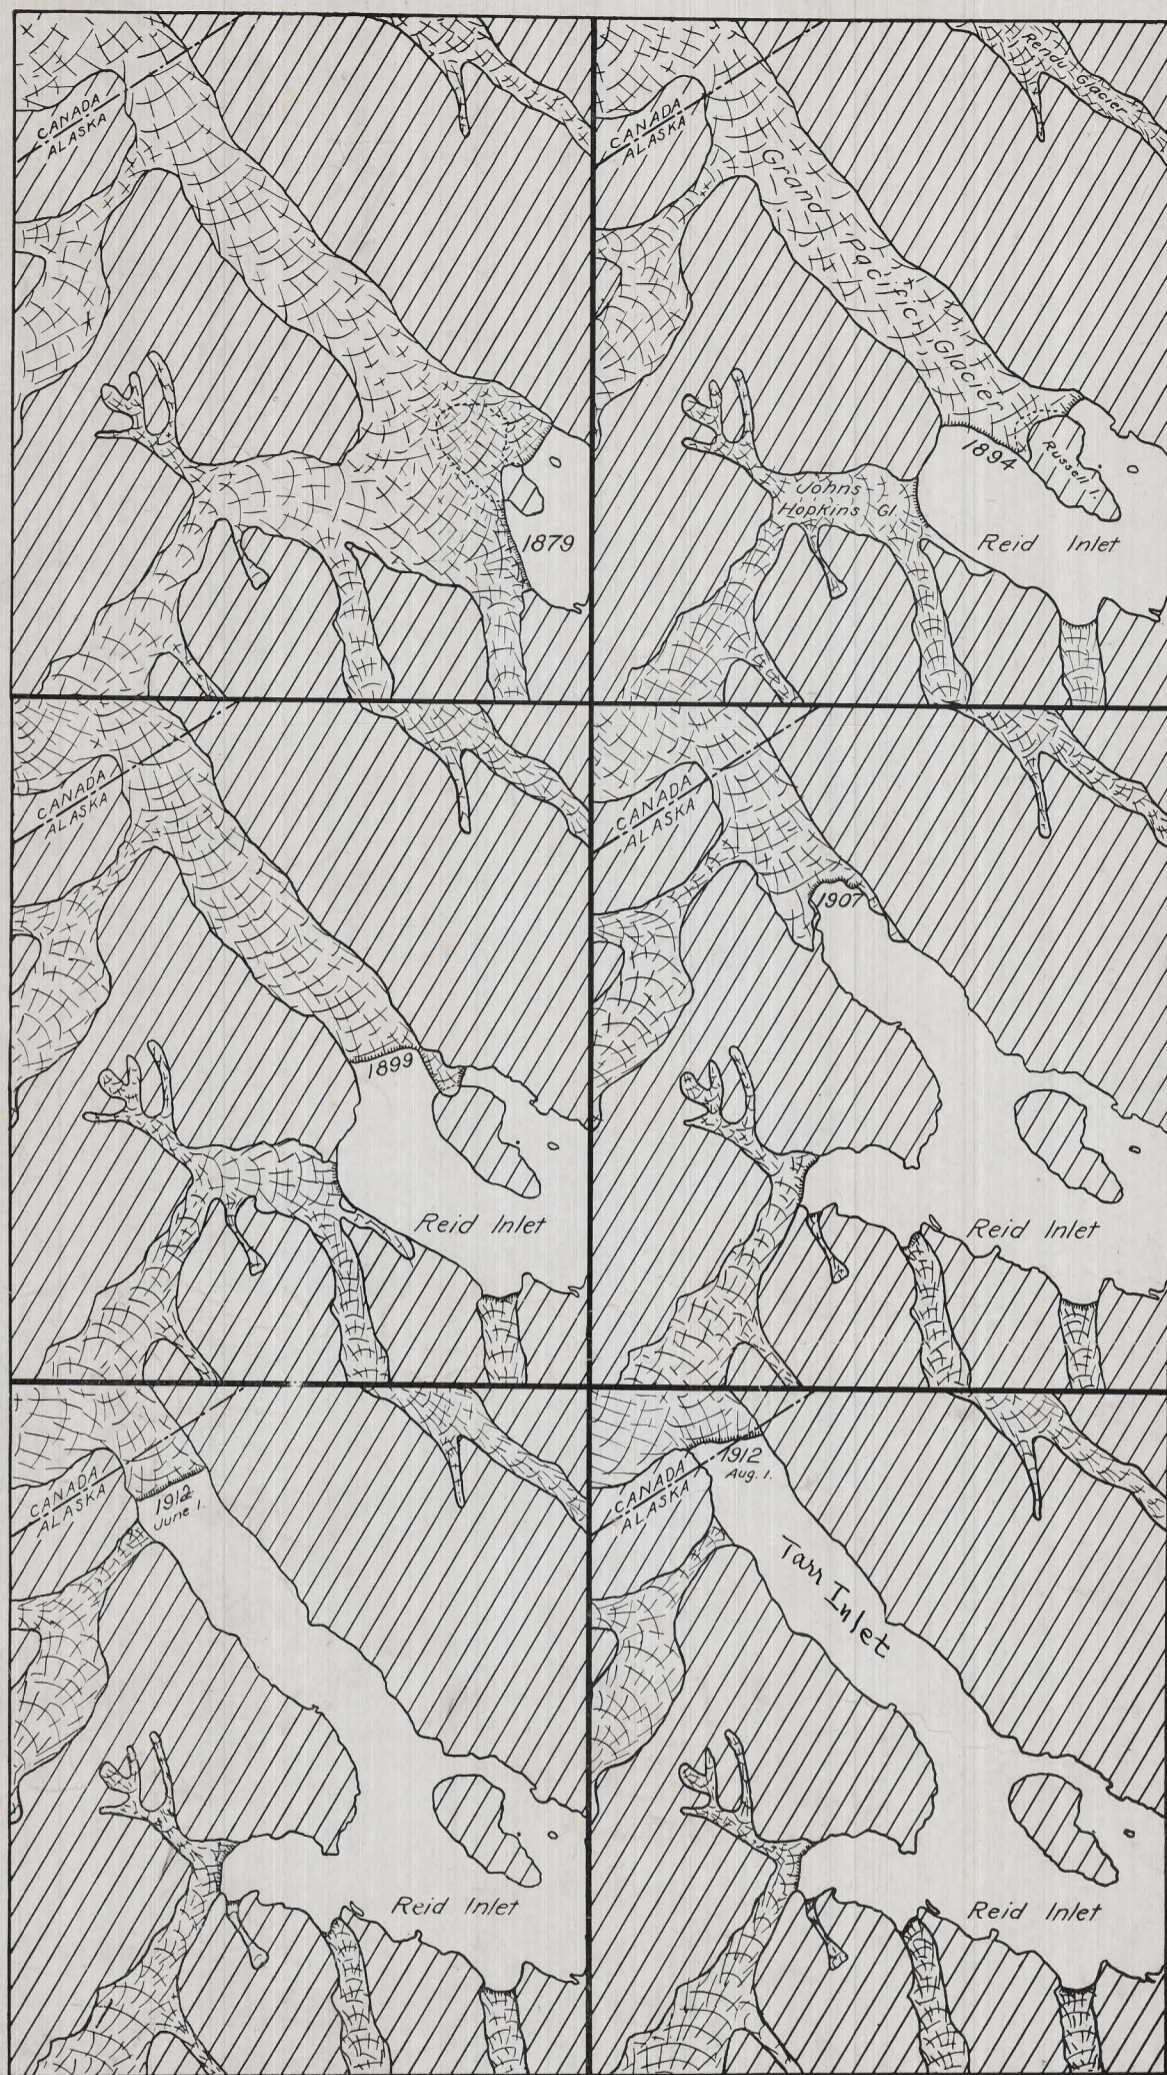 CANADA
ALASKA
1879
CANADA
ALASKA
Rendu Glacier
Grand Pacific Glacier
1894
Russell I.
Johns
Hopkins Gl.
Reid Inlet
CANADA
ALASKA
1899
Reid Inlet
CANADA
ALASKA
1907
Reid Inlet
CANADA
ALASKA
1912
June 1.
Reid Inlet
CANADA
ALASKA
1912
Aug. 1.
Tarr Inlet
Reid Inlet